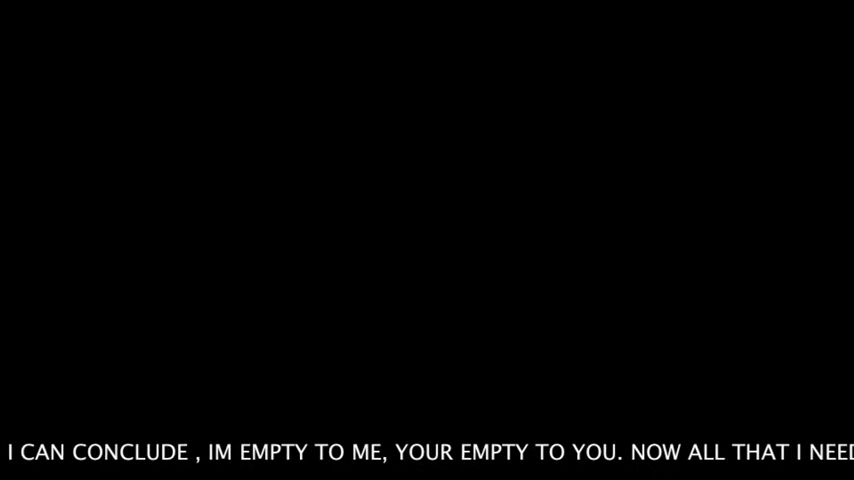 I CAN CONCLUDE , IM EMPTY TO ME, YOUR EMPTY TO YOU. NOW ALL THAT I NEED